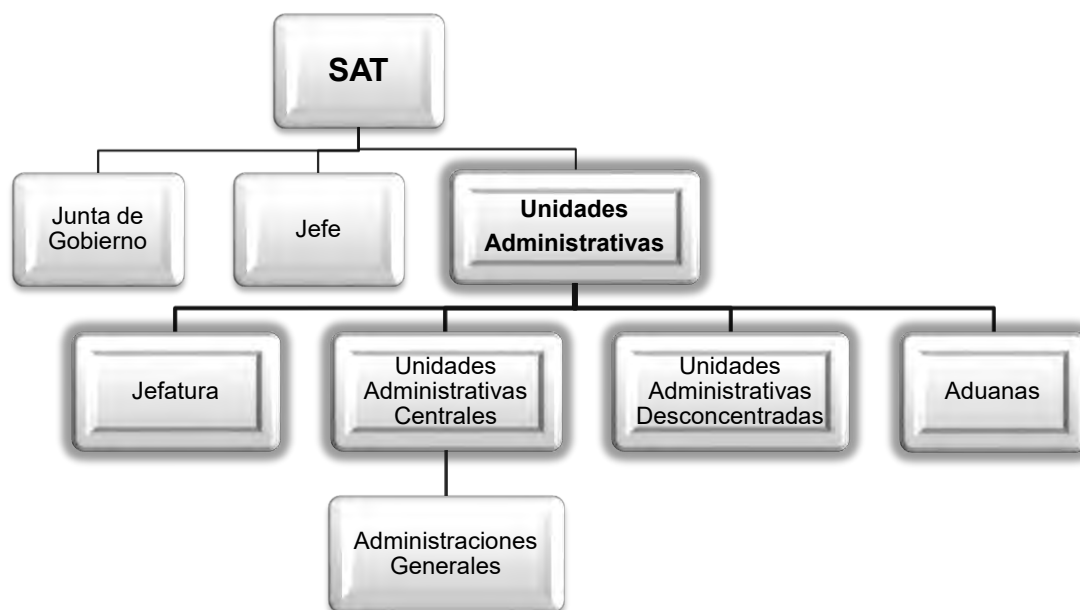 SAT
Junta de
Gobierno
Jefe
Unidades
Administrativas
Jefatura
Unidades
Administrativas
Centrales
Unidades
Administrativas
Desconcentradas
Aduanas
Administraciones
Generales